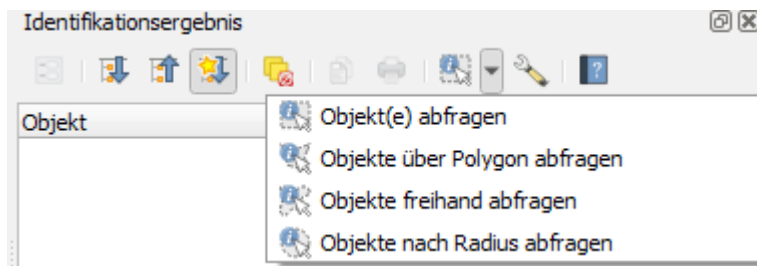 Identifikationsergebnis
Objekt
Objekt(e) abfragen
Objekte über Polygon abfragen
Objekte freihand abfragen
Objekte nach Radius abfragen